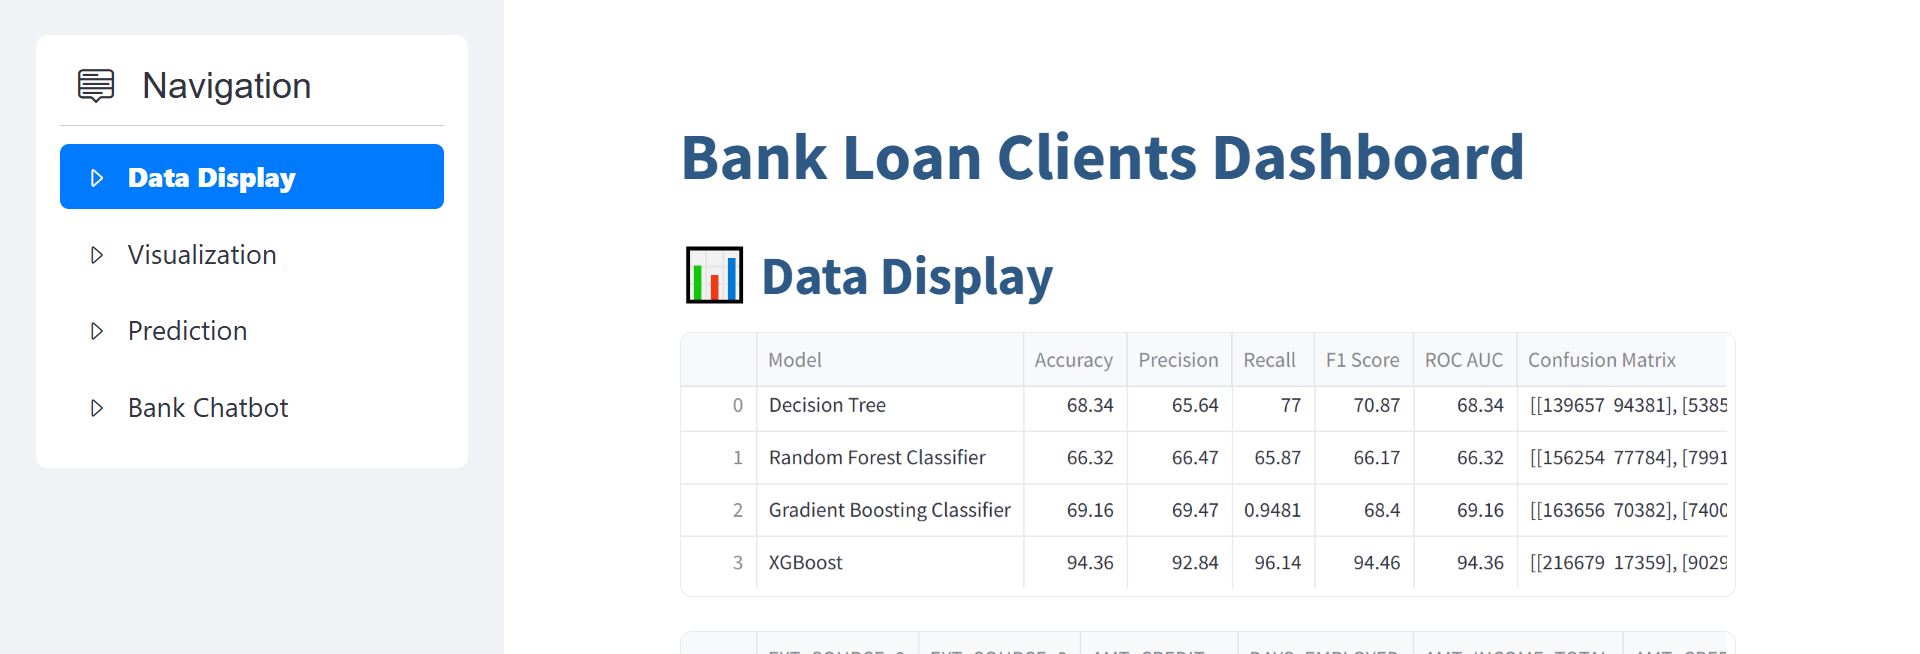 Navigation
Data Display
Visualization
Prediction
Bank Chatbot
Bank Loan Clients Dashboard
Data Display
Model Accuracy Precision Recall F1 Score ROC AUC Confusion Matrix
0 Decision Tree 68.34 65.64 77 70.87 68.34 [[139657 94381], [5385
1 Random Forest Classifier 66.32 66.47 65.87 66.17 66.32 [[156254 77784], [7991
2 Gradient Boosting Classifier 69.16 69.47 0.9481 68.4 69.16 [[163656 70382], [7400
3 XGBoost 94.36 92.84 96.14 94.46 94.36 [[216679 17359], [9029